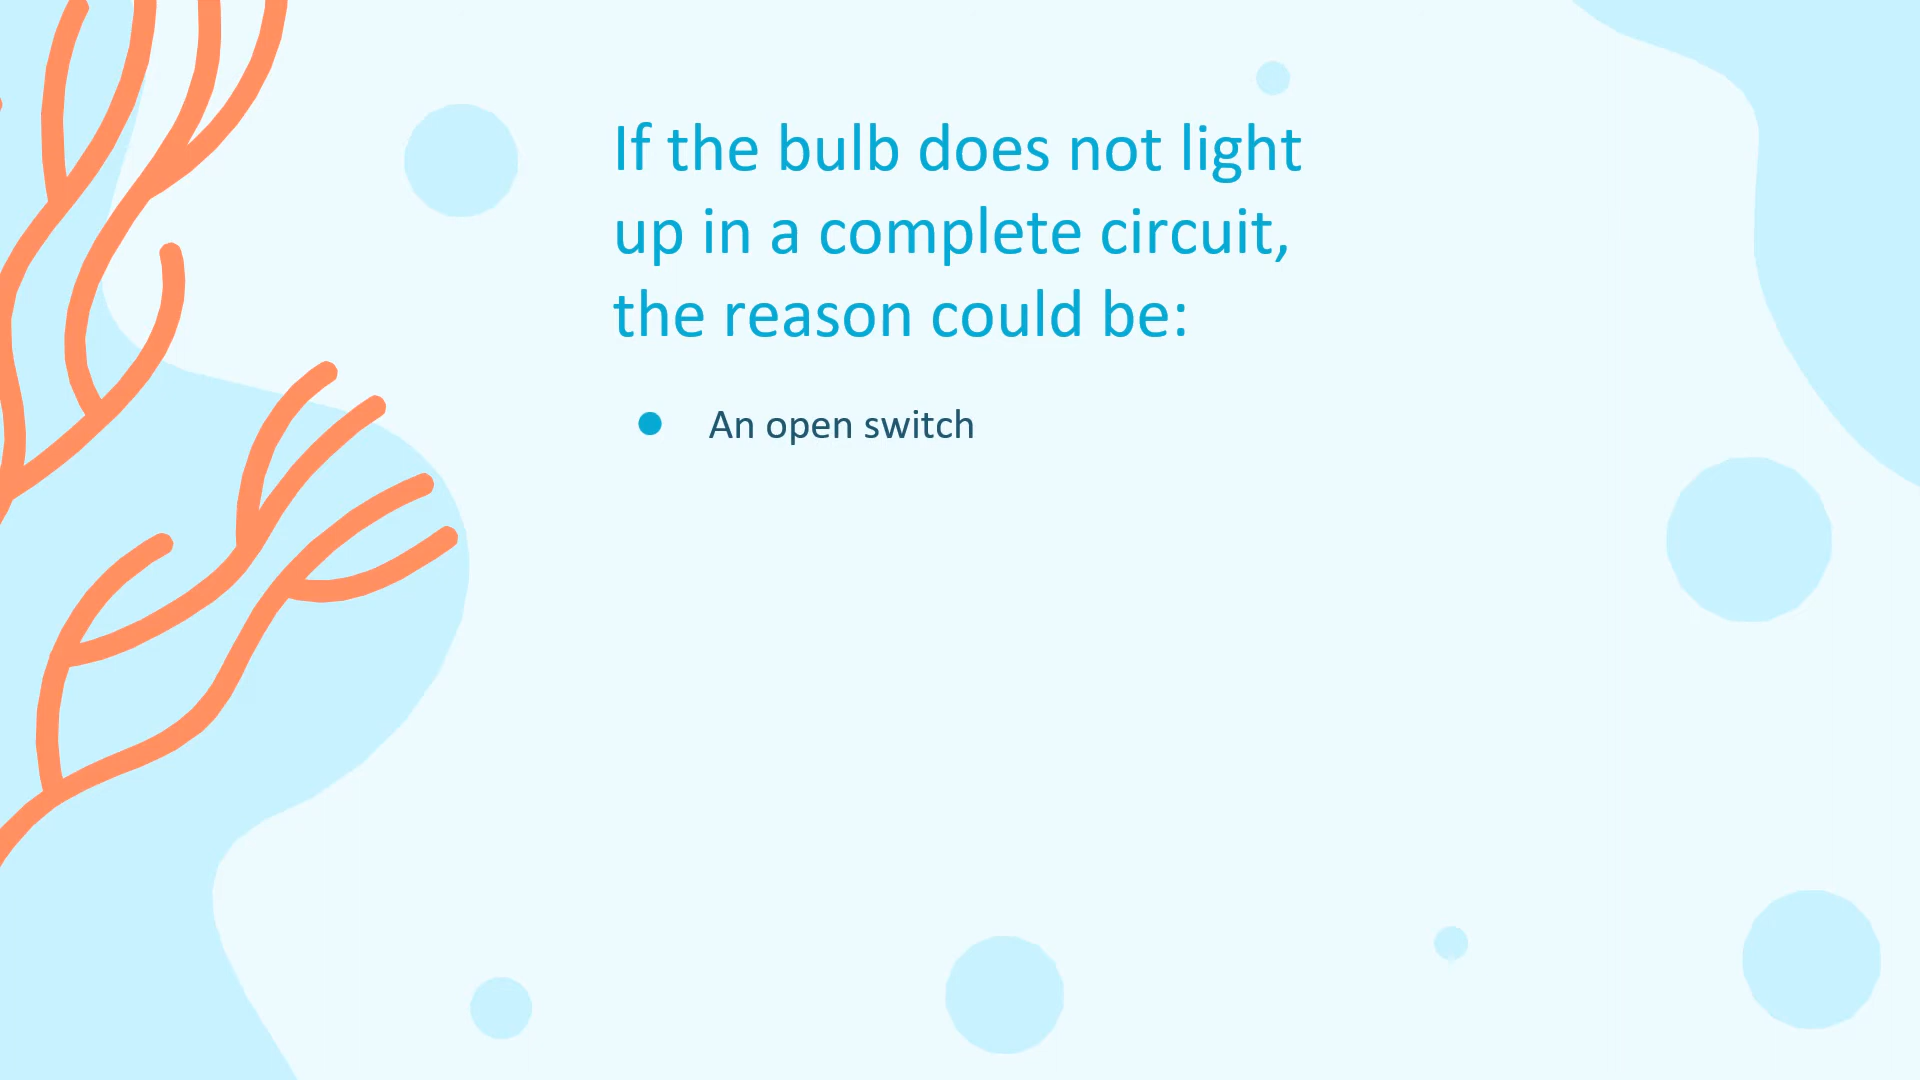 If the bulb does not light
up in a complete circuit,
the reason could be:
● An open switch